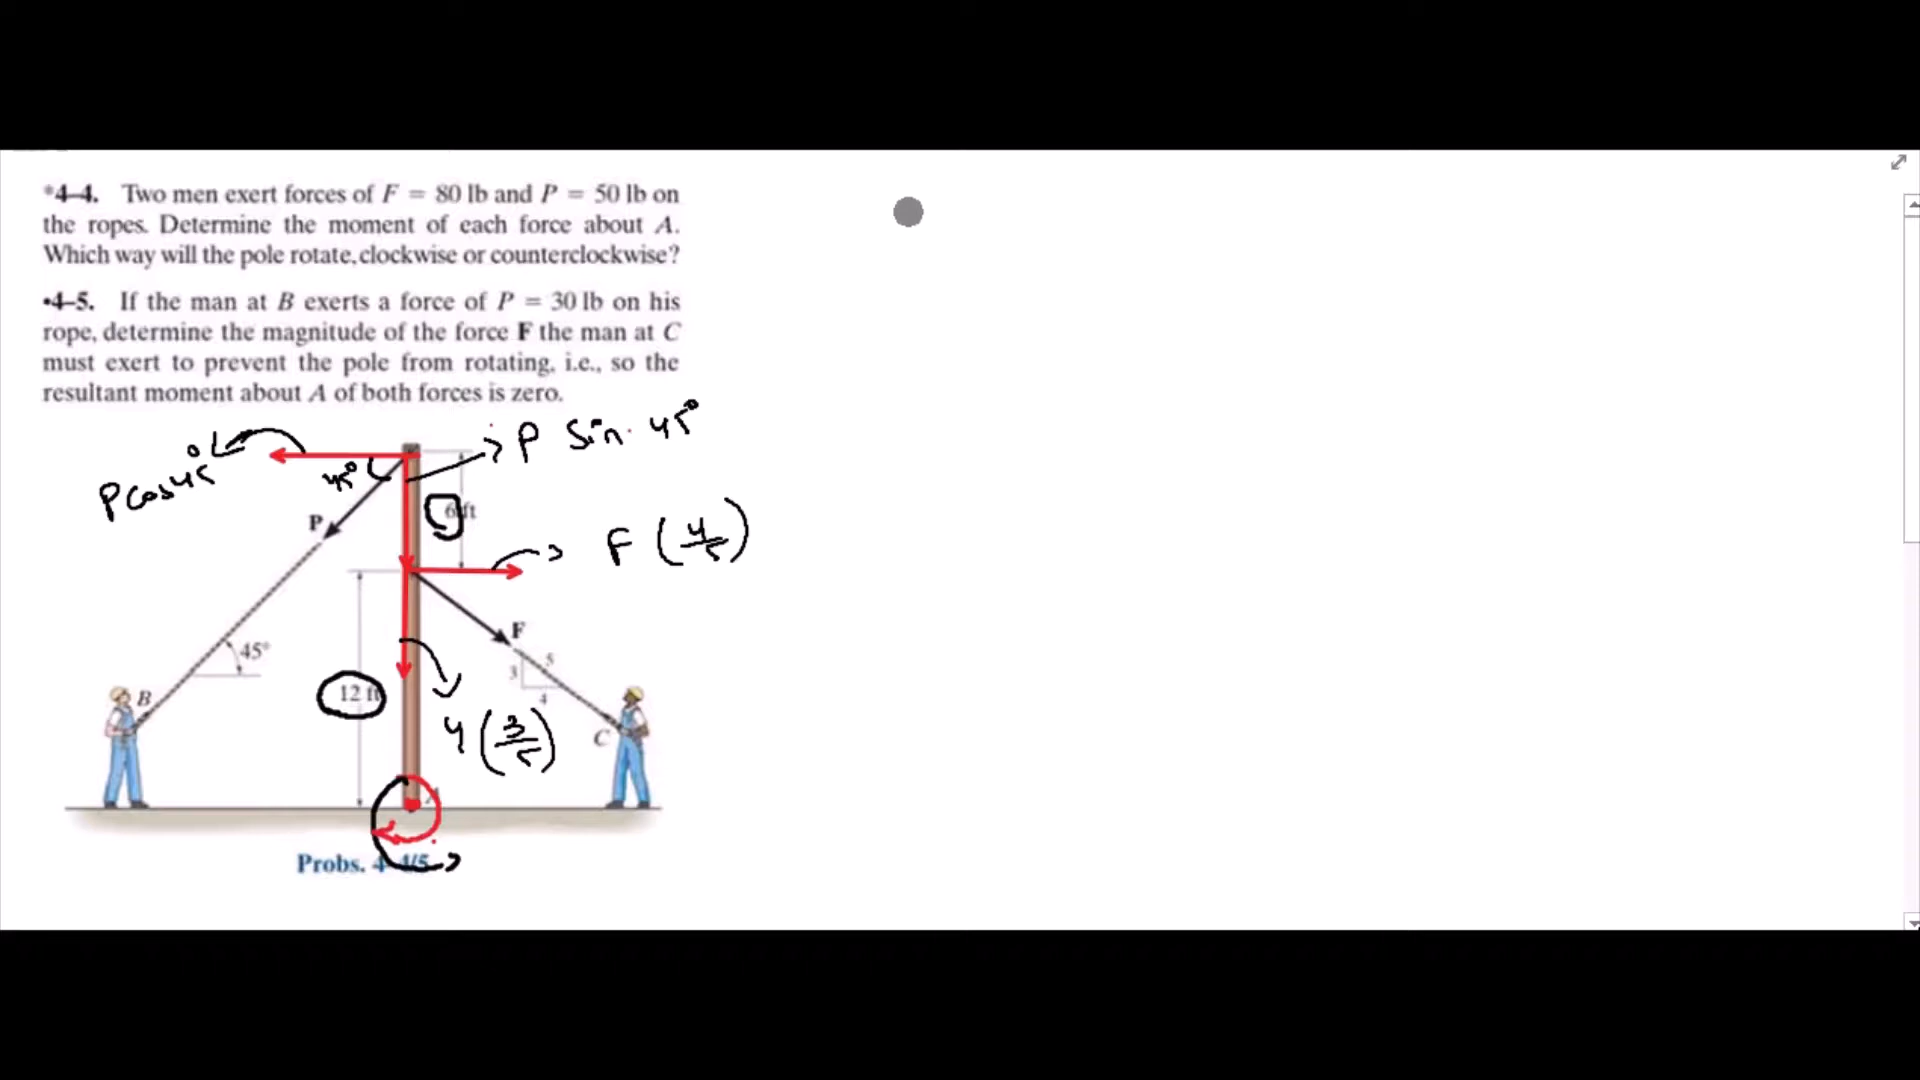 *4–4. Two men exert forces of F = 80 lb and P = 50 lb on
the ropes. Determine the moment of each force about A.
Which way will the pole rotate, clockwise or counterclockwise?
•4–5. If the man at B exerts a force of P = 30 lb on his
rope, determine the magnitude of the force F the man at C
must exert to prevent the pole from rotating, i.e., so the
resultant moment about A of both forces is zero.
P cos 45°
45°
P sin 45°
P
6 ft
F (4/5)
F
45°
5
3
4
12 ft
B
C
4 (3/5)
A
Probs. 4–4/5